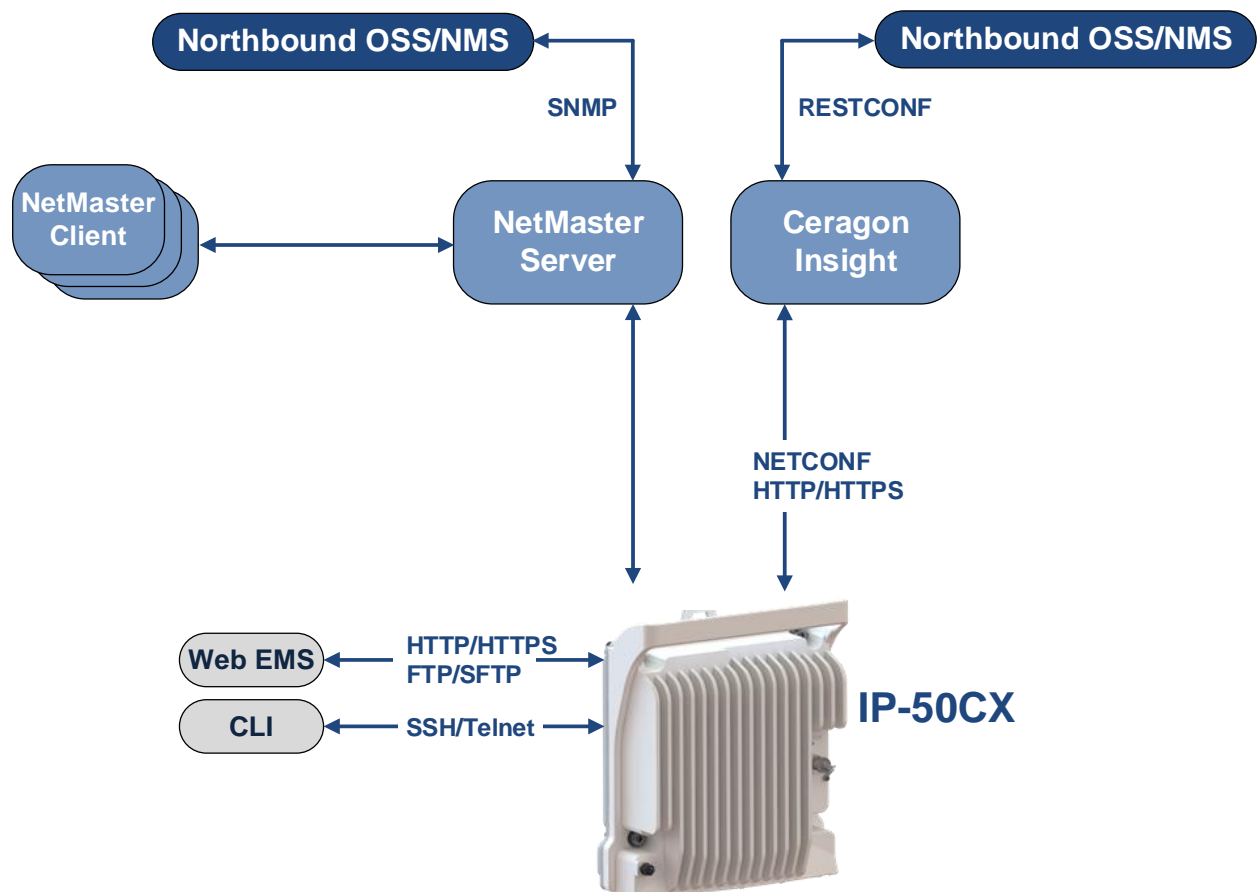 Northbound OSS/NMS
Northbound OSS/NMS
SNMP
RESTCONF
NetMaster
Client
NetMaster
Server
Ceragon
Insight
NETCONF
HTTP/HTTPS
Web EMS
HTTP/HTTPS
FTP/SFTP
CLI
SSH/Telnet
IP-50CX